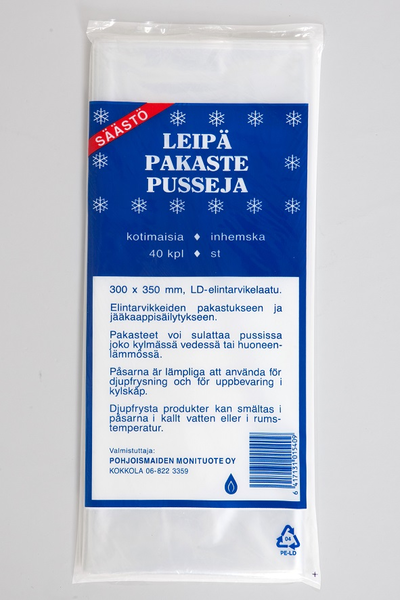 SÄÄSTÖ
LEIPÄ
PAKASTE
PUSSEJA
kotimaisia ♦ inhemska
40 kpl ♦ st
300 x 350 mm, LD-elintarvikelaatu.
Elintarvikkeiden pakastukseen ja
jääkaappisäilytykseen.
Pakasteet voi sulattaa pussissa
joko kylmässä vedessä tai huoneen-
lämmössä.
Påsarna är lämpliga att använda för
djupfrysning och för uppbevaring i
kylskåp.
Djupfrysta produkter kan smältas i
påsarna i kallt vatten eller i rums-
temperatur.
Valmistuttaja:
POHJOISMAIDEN MONITUOTE OY
KOKKOLA 06-822 3359
6 417131 015409
04
PE-LD